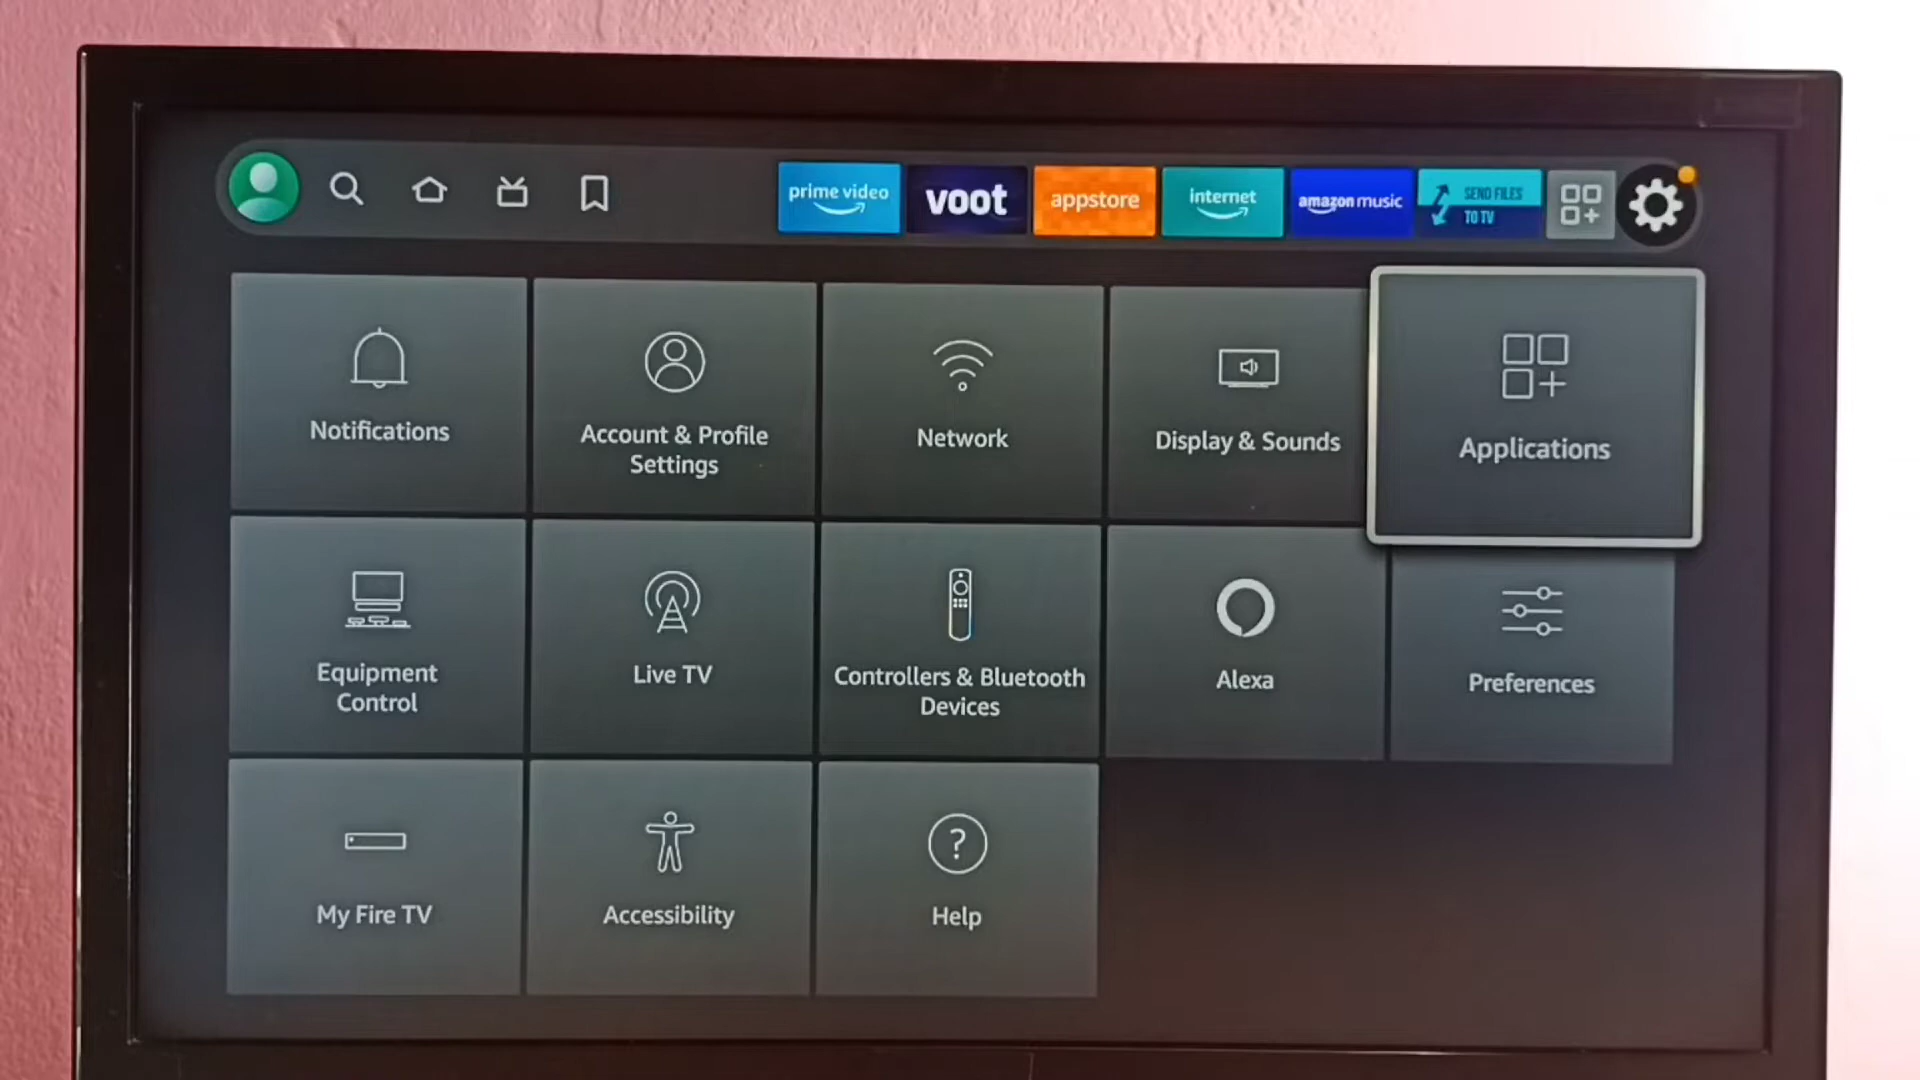 prime video
voot
appstore
internet
amazon music
SEND FILES
TO TV
Notifications
Account & Profile
Settings
Network
Display & Sounds
Applications
Equipment
Control
Live TV
Controllers & Bluetooth
Devices
Alexa
Preferences
My Fire TV
Accessibility
?
Help